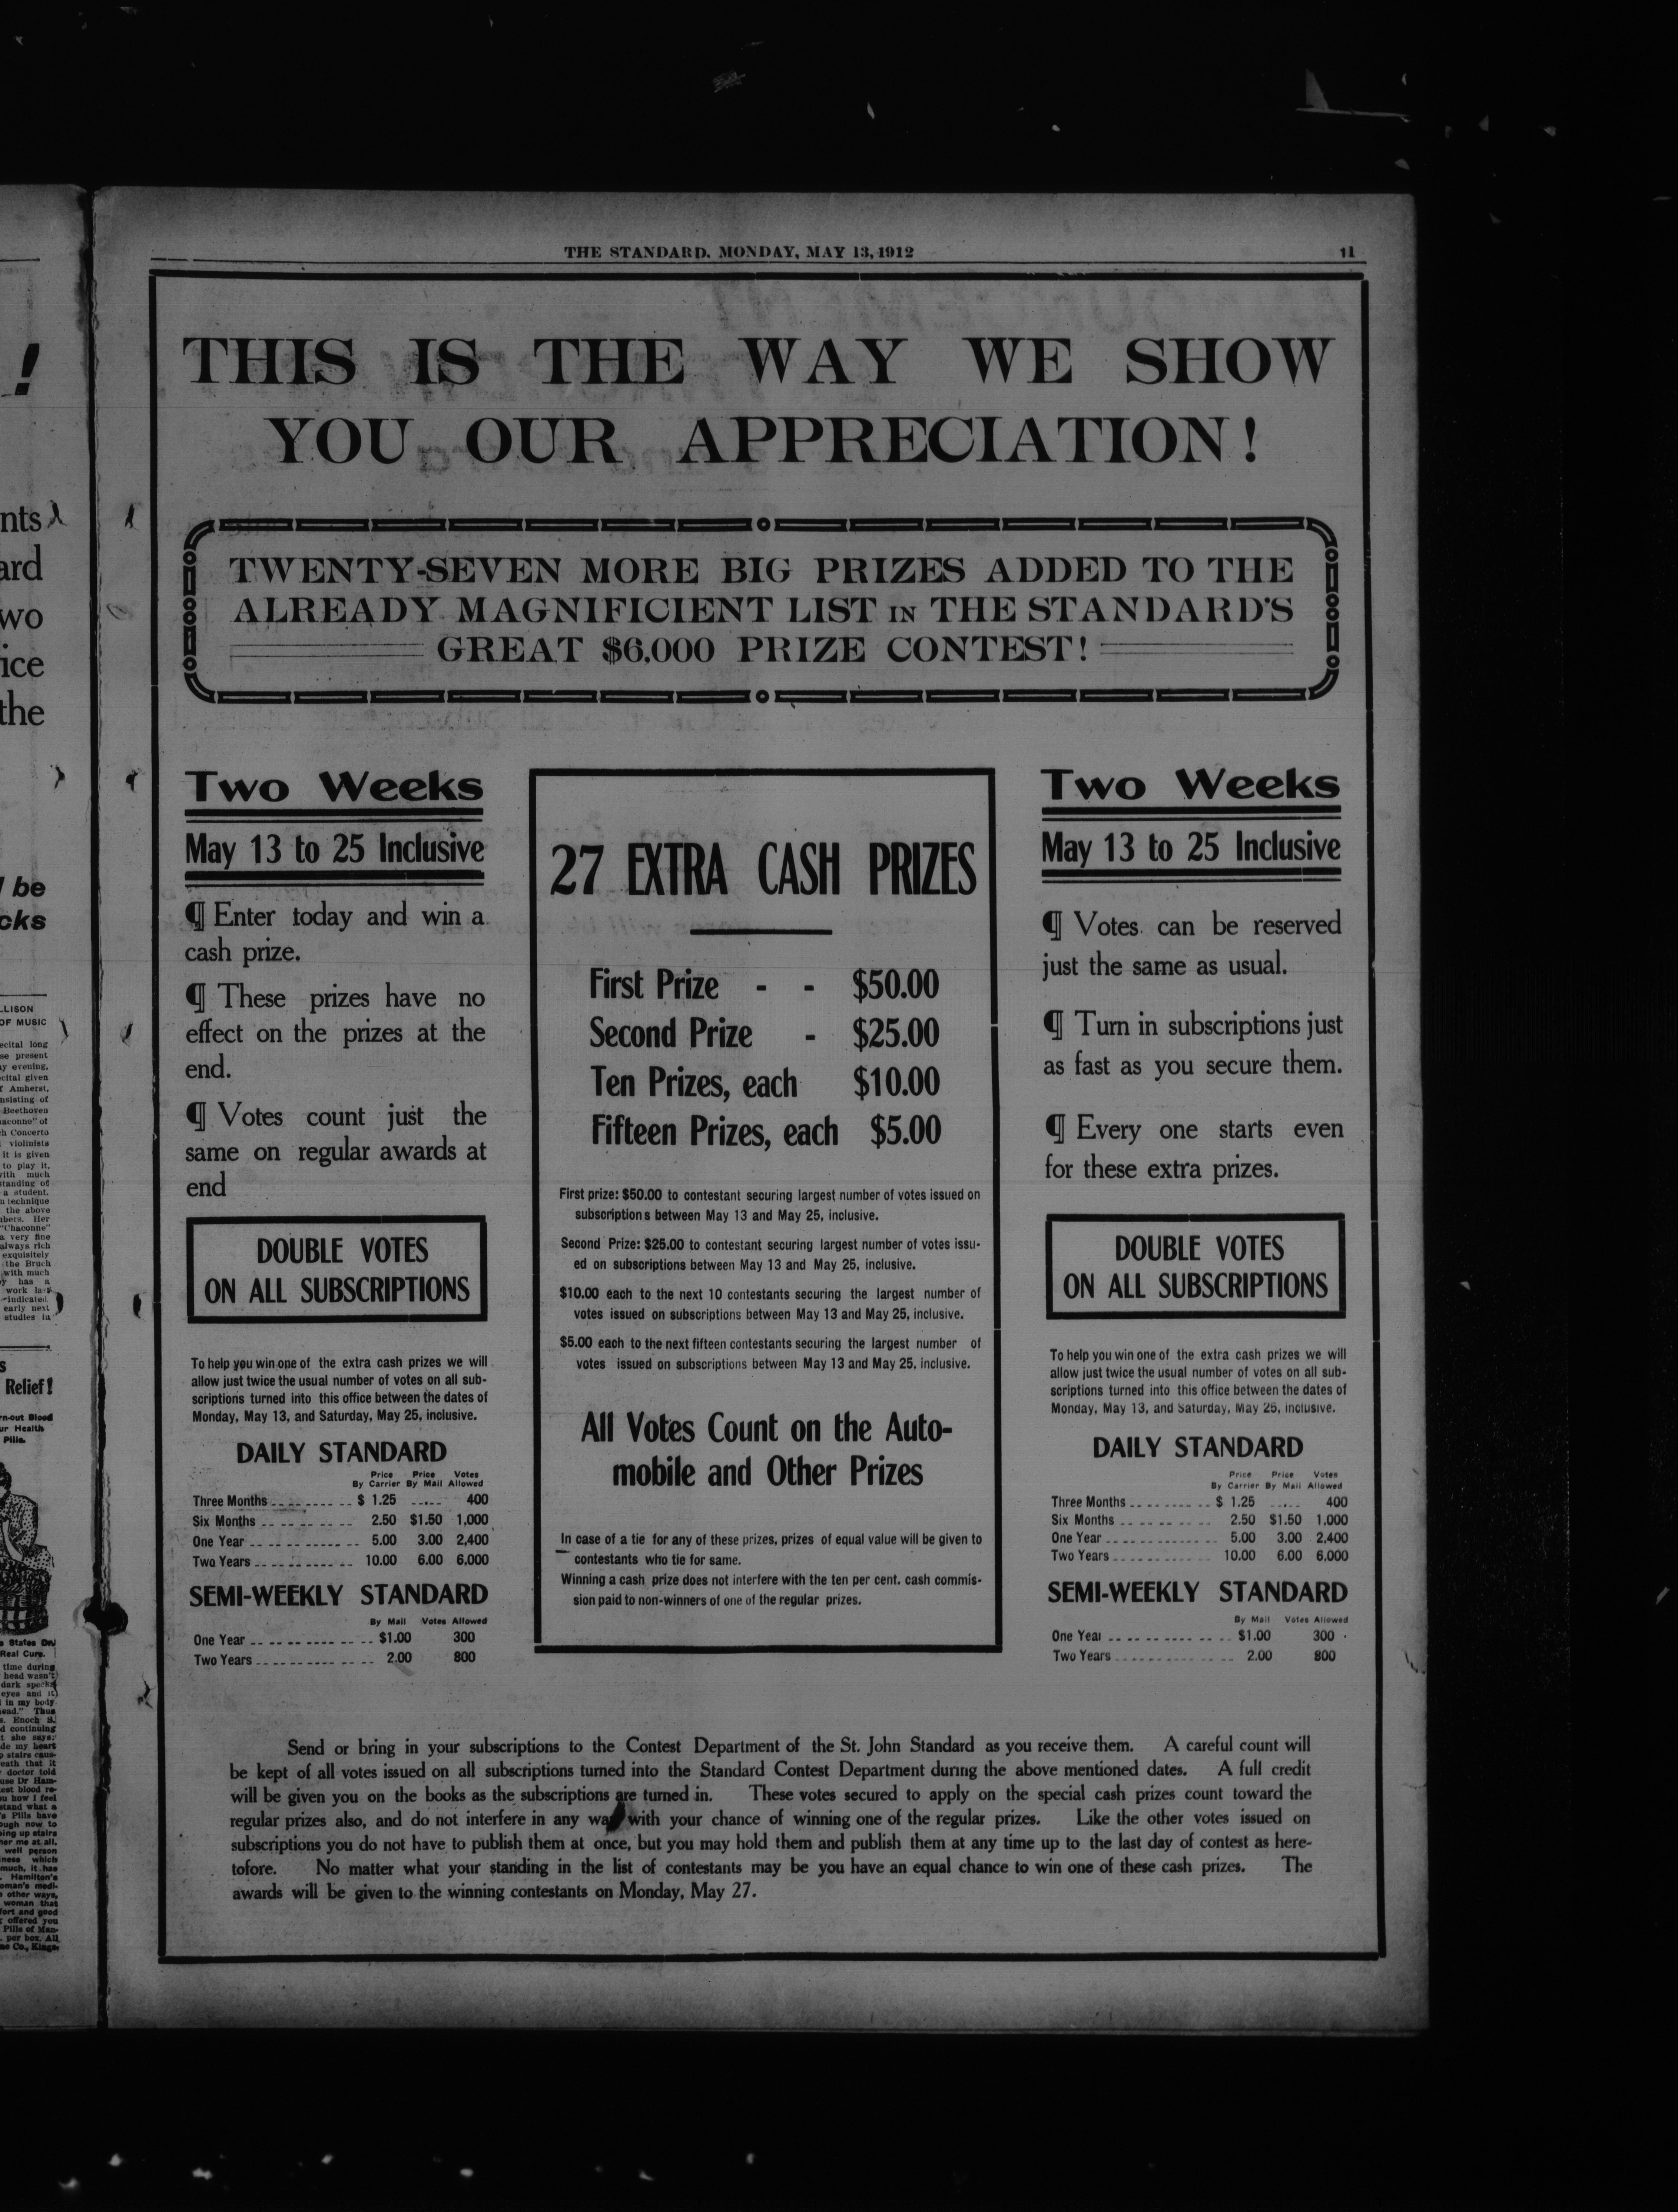 THE STANDARD, MONDAY, MAY 13, 1912
11
THIS IS THE WAY WE SHOW
YOU OUR APPRECIATION!
TWENTY-SEVEN MORE BIG PRIZES ADDED TO THE
ALREADY MAGNIFICIENT LIST IN THE STANDARD'S
GREAT $6,000 PRIZE CONTEST!
Two Weeks
May 13 to 25 Inclusive
¶ Enter today and win a
cash prize.
¶ These prizes have no
effect on the prizes at the
end.
¶ Votes count just the
same on regular awards at
end
DOUBLE VOTES
ON ALL SUBSCRIPTIONS
To help you win one of the extra cash prizes we will
allow just twice the usual number of votes on all sub-
scriptions turned into this office between the dates of
Monday, May 13, and Saturday, May 25, inclusive.
DAILY STANDARD
Price Price Votes
By Carrier By Mail Allowed
Three Months $ 1.25 ..... 400
Six Months 2.50 $1.50 1,000
One Year 5.00 3.00 2,400
Two Years 10.00 6.00 6,000
SEMI-WEEKLY STANDARD
By Mail Votes Allowed
One Year $1.00 300
Two Years 2.00 800
27 EXTRA CASH PRIZES
First Prize - - $50.00
Second Prize - $25.00
Ten Prizes, each $10.00
Fifteen Prizes, each $5.00
First prize: $50.00 to contestant securing largest number of votes issued on
subscriptions between May 13 and May 25, inclusive.
Second Prize: $25.00 to contestant securing largest number of votes issu-
ed on subscriptions between May 13 and May 25, inclusive.
$10.00 each to the next 10 contestants securing the largest number of
votes issued on subscriptions between May 13 and May 25, inclusive.
$5.00 each to the next fifteen contestants securing the largest number of
votes issued on subscriptions between May 13 and May 25, inclusive.
All Votes Count on the Auto-
mobile and Other Prizes
In case of a tie for any of these prizes, prizes of equal value will be given to
contestants who tie for same.
Winning a cash prize does not interfere with the ten per cent. cash commis-
sion paid to non-winners of one of the regular prizes.
Two Weeks
May 13 to 25 Inclusive
¶ Votes can be reserved
just the same as usual.
¶ Turn in subscriptions just
as fast as you secure them.
¶ Every one starts even
for these extra prizes.
DOUBLE VOTES
ON ALL SUBSCRIPTIONS
To help you win one of the extra cash prizes we will
allow just twice the usual number of votes on all sub-
scriptions turned into this office between the dates of
Monday, May 13, and Saturday, May 25, inclusive.
DAILY STANDARD
Price Price Votes
By Carrier By Mail Allowed
Three Months $ 1.25 ..... 400
Six Months 2.50 $1.50 1,000
One Year 5.00 3.00 2,400
Two Years 10.00 6.00 6,000
SEMI-WEEKLY STANDARD
By Mail Votes Allowed
One Year $1.00 300
Two Years 2.00 800
Send or bring in your subscriptions to the Contest Department of the St. John Standard as you receive them. A careful count will
be kept of all votes issued on all subscriptions turned into the Standard Contest Department during the above mentioned dates. A full credit
will be given you on the books as the subscriptions are turned in. These votes secured to apply on the special cash prizes count toward the
regular prizes also, and do not interfere in any way with your chance of winning one of the regular prizes. Like the other votes issued on
subscriptions you do not have to publish them at once, but you may hold them and publish them at any time up to the last day of contest as here-
tofore. No matter what your standing in the list of contestants may be you have an equal chance to win one of these cash prizes. The
awards will be given to the winning contestants on Monday, May 27.